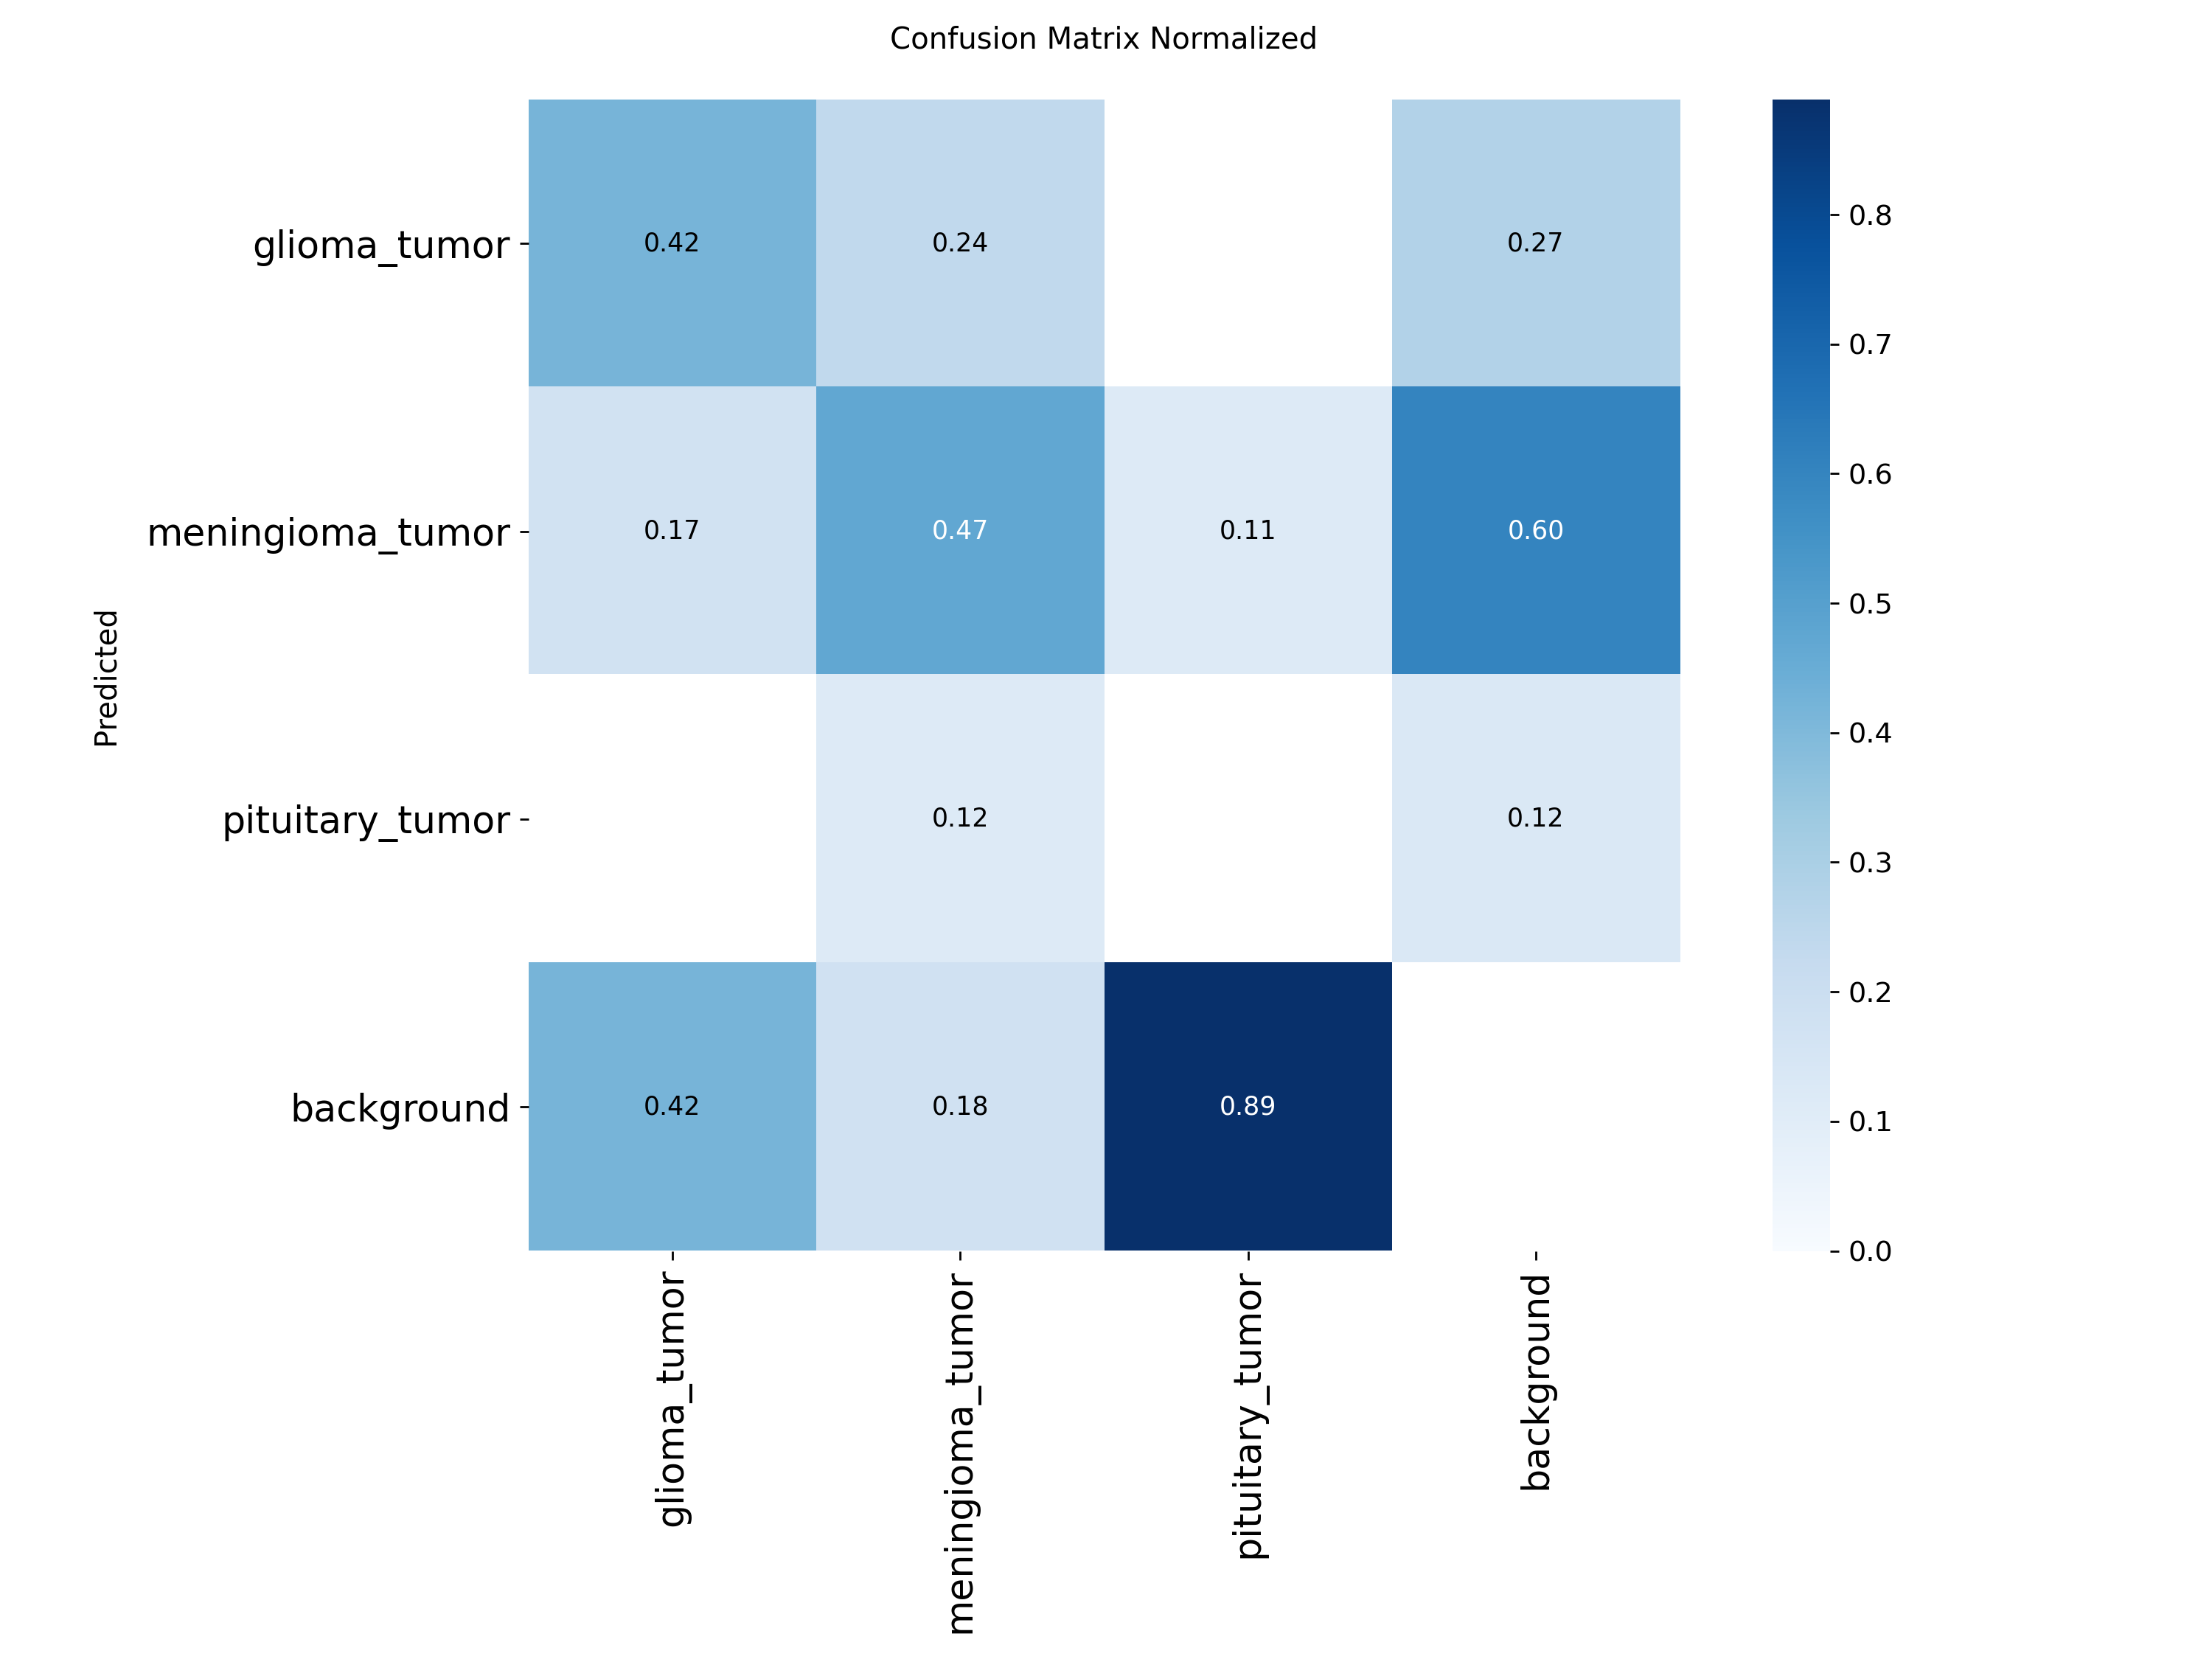 Confusion Matrix Normalized
glioma_tumor 0.42 0.24 0.27
meningioma_tumor 0.17 0.47 0.11 0.60
pituitary_tumor 0.12 0.12
background 0.42 0.18 0.89
Predicted
glioma_tumor
meningioma_tumor
pituitary_tumor
background
0.8
0.7
0.6
0.5
0.4
0.3
0.2
0.1
0.0